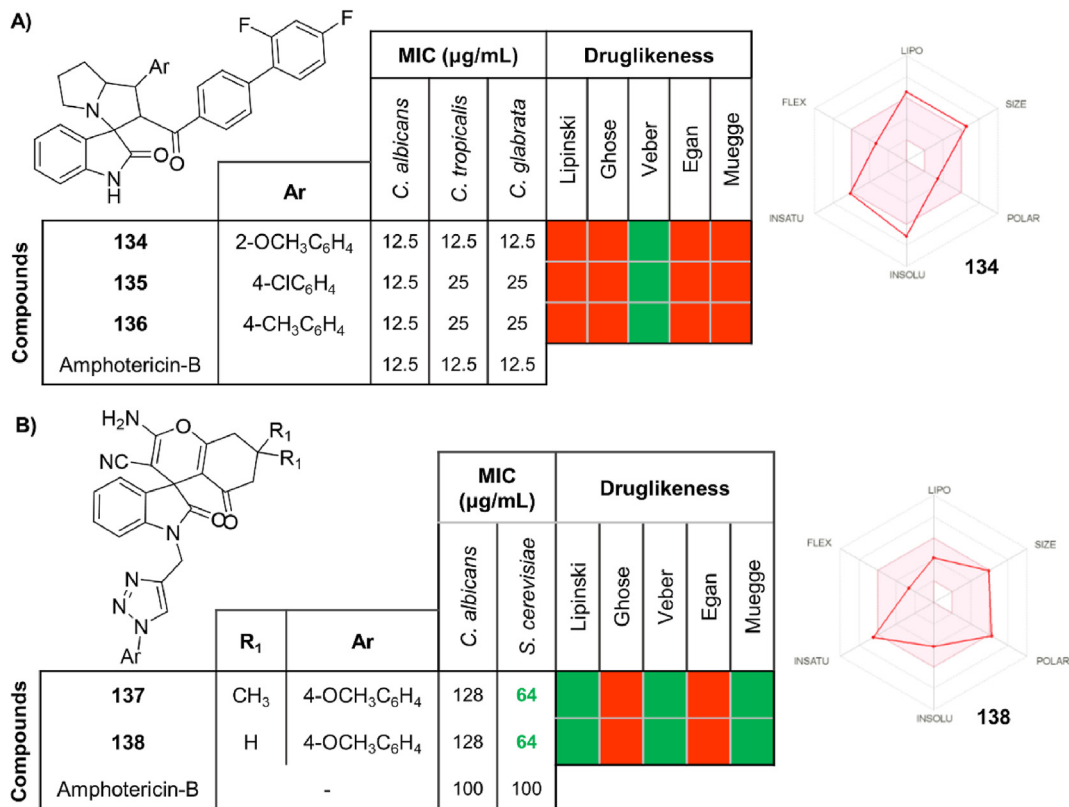 A)
F
F
Ar
N
O
O
N
H
MIC (µg/mL) Druglikeness
Ar C. albicans C. tropicalis C. glabrata Lipinski Ghose Veber Egan Muegge
Compounds
134 2-OCH₃C₆H₄ 12.5 12.5 12.5
135 4-ClC₆H₄ 12.5 25 25
136 4-CH₃C₆H₄ 12.5 25 25
Amphotericin-B 12.5 12.5 12.5
LIPO
FLEX SIZE
INSATU POLAR
INSOLU
134
B)
H₂N O R₁
R₁
NC
O O
N
N
N
N
Ar
MIC
(µg/mL) Druglikeness
R₁ Ar C. albicans S. cerevisiae Lipinski Ghose Veber Egan Muegge
Compounds
137 CH₃ 4-OCH₃C₆H₄ 128 64
138 H 4-OCH₃C₆H₄ 128 64
Amphotericin-B - 100 100
LIPO
FLEX SIZE
INSATU POLAR
INSOLU
138